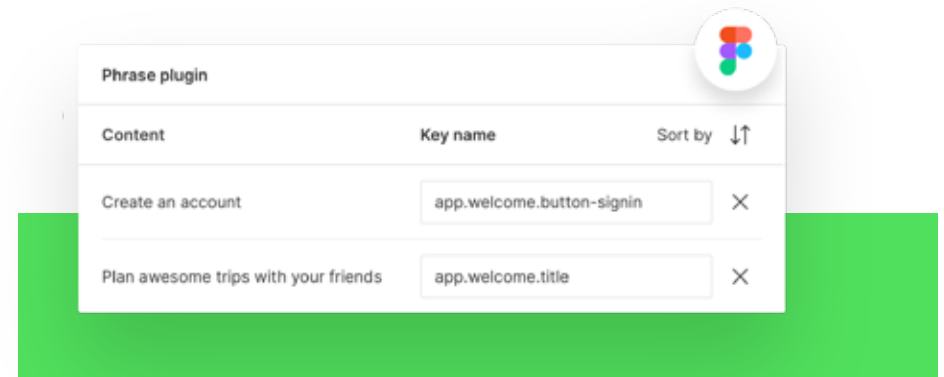 Phrase plugin
Content Key name Sort by
Create an account app.welcome.button-signin
Plan awesome trips with your friends app.welcome.title